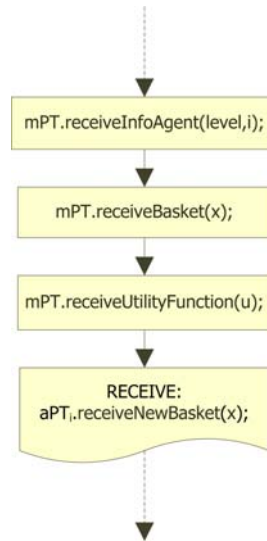 mPT.receiveInfoAgent(level,i);
mPT.receiveBasket(x);
mPT.receiveUtilityFunction(u);
RECEIVE:
aPTᵢ.receiveNewBasket(x);